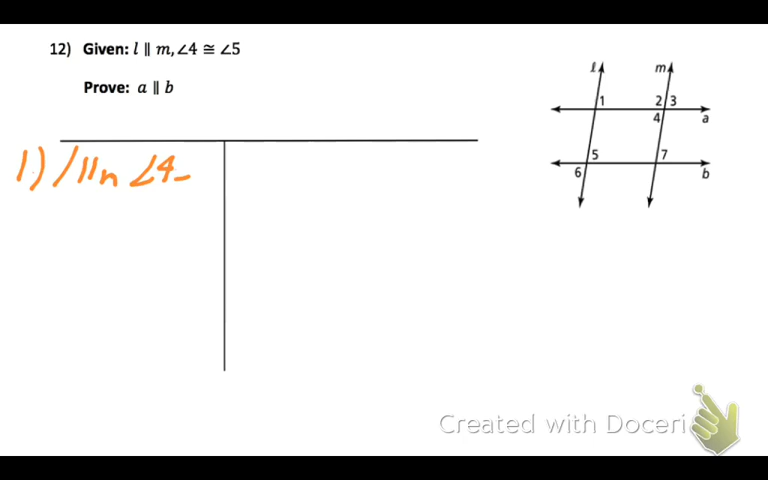 12) Given: l ∥ m, ∠4 ≅ ∠5
Prove: a ∥ b
1) l ∥ m ∠4
l m
1 2 3
4 a
5 7
6 b
Created with Doceri